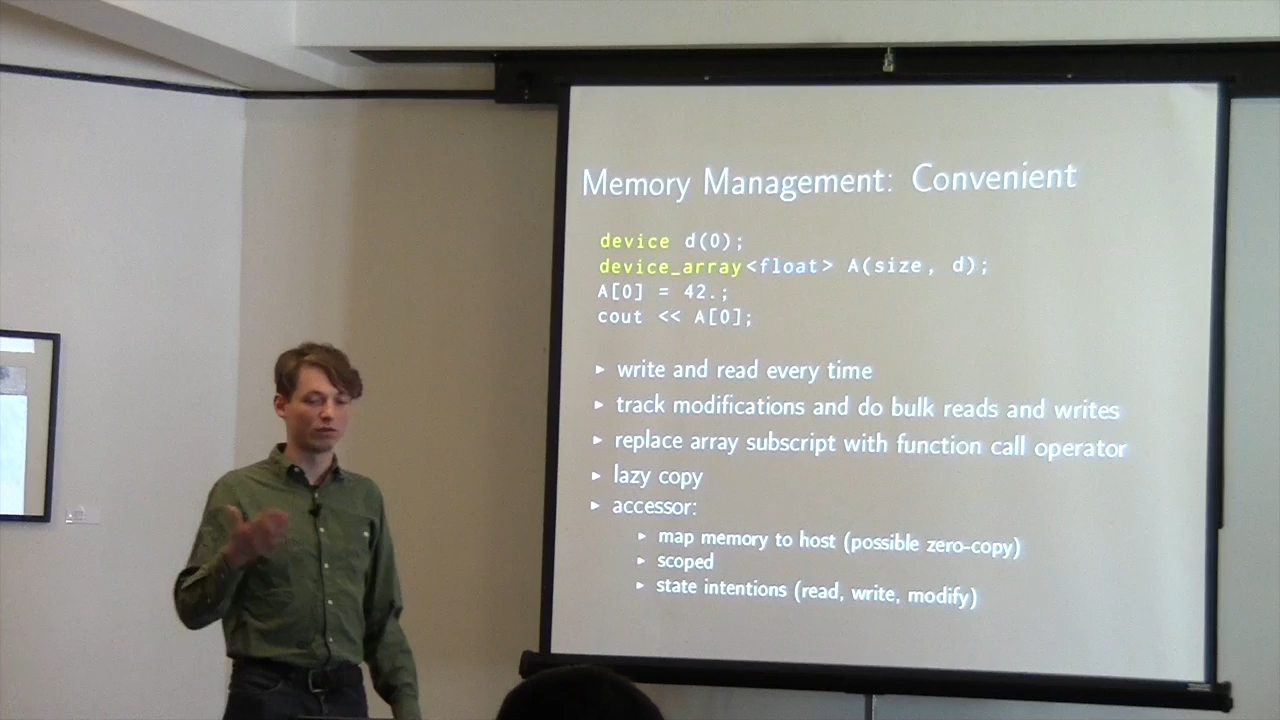 Memory Management: Convenient
device d(0);
device_array<float> A(size, d);
A[0] = 42.;
cout << A[0];
▸ write and read every time
▸ track modifications and do bulk reads and writes
▸ replace array subscript with function call operator
▸ lazy copy
▸ accessor:
▸ map memory to host (possible zero-copy)
▸ scoped
▸ state intentions (read, write, modify)